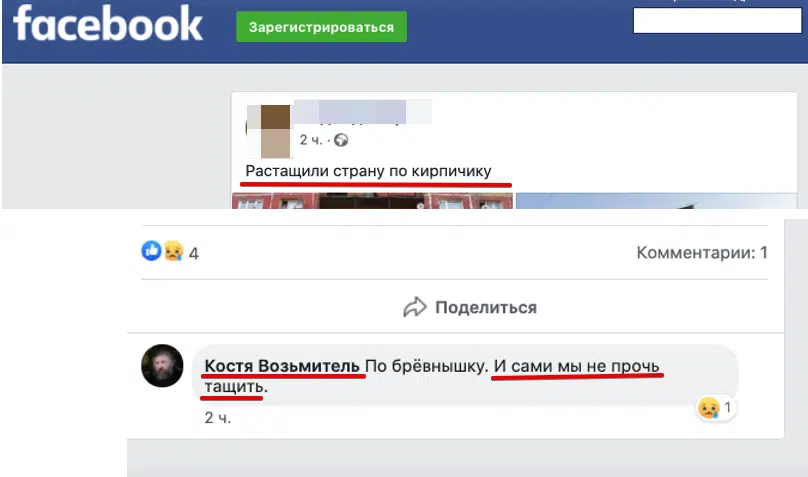 facebook
Зарегистрироваться
2 ч. ·
Растащили страну по кирпичику
4
Комментарии: 1
Поделиться
Костя Возьмитель По брёвнышку. И сами мы не прочь
тащить.
1
2 ч.